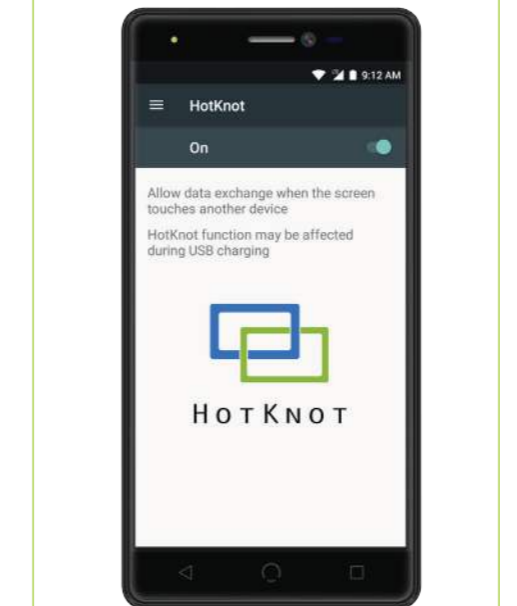 9:12 AM
HotKnot
On
Allow data exchange when the screen
touches another device
HotKnot function may be affected
during USB charging
HOTKNOT